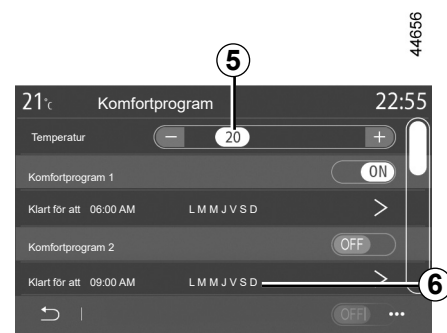 44656
5
21°c Komfortprogram 22:55
Temperatur − 20 +
Komfortprogram 1 ON
Klart för att 06:00 AM L M M J V S D >
Komfortprogram 2 OFF
Klart för att 09:00 AM L M M J V S D >
6
OFF •••